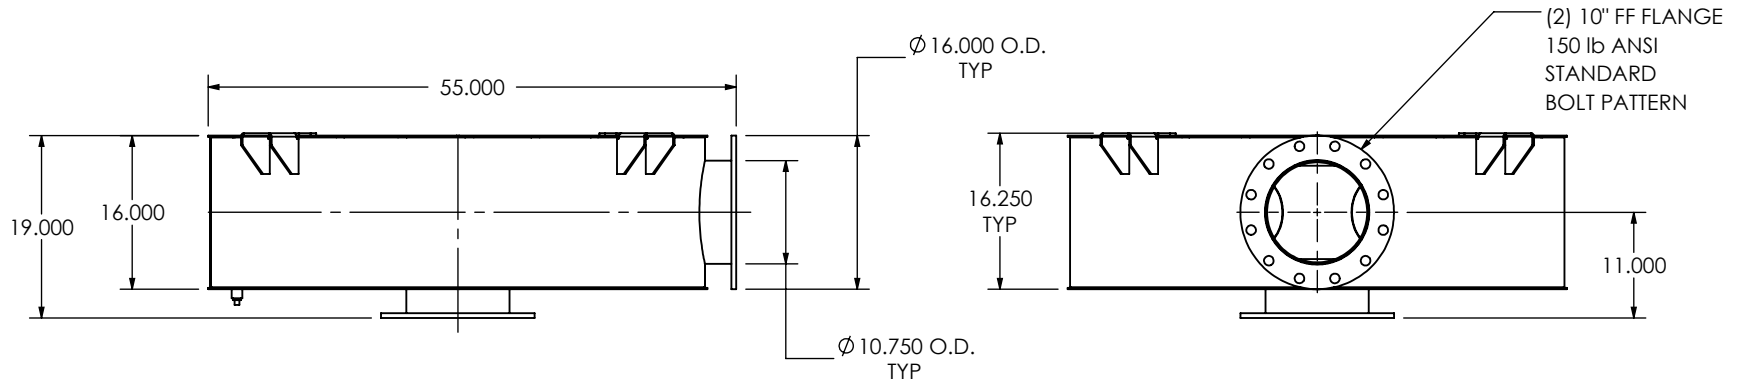 (2) 10" FF FLANGE
150 lb ANSI
STANDARD
BOLT PATTERN
Ø 16.000 O.D.
TYP
55.000
19.000
16.000
16.250
TYP
11.000
Ø 10.750 O.D.
TYP